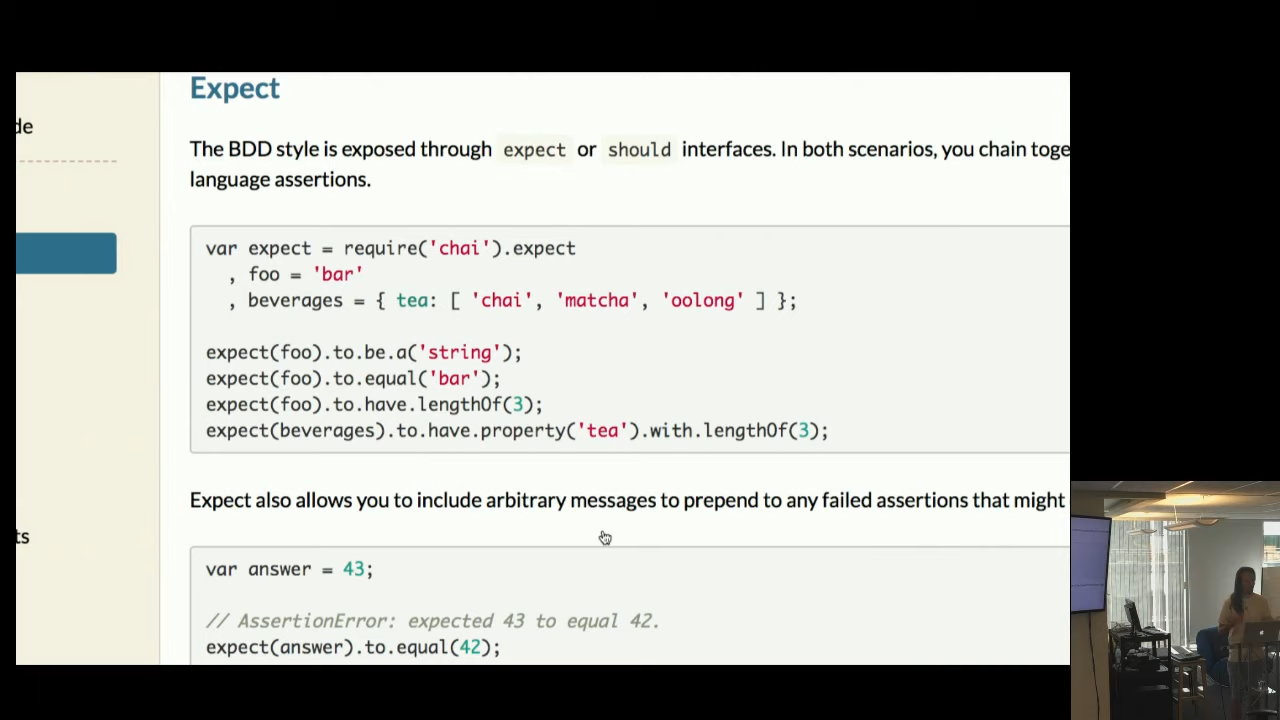 Expect
de
The BDD style is exposed through expect or should interfaces. In both scenarios, you chain toge
language assertions.
var expect = require('chai').expect
, foo = 'bar'
, beverages = { tea: [ 'chai', 'matcha', 'oolong' ] };
expect(foo).to.be.a('string');
expect(foo).to.equal('bar');
expect(foo).to.have.lengthOf(3);
expect(beverages).to.have.property('tea').with.lengthOf(3);
Expect also allows you to include arbitrary messages to prepend to any failed assertions that might
ts
var answer = 43;
// AssertionError: expected 43 to equal 42.
expect(answer).to.equal(42);